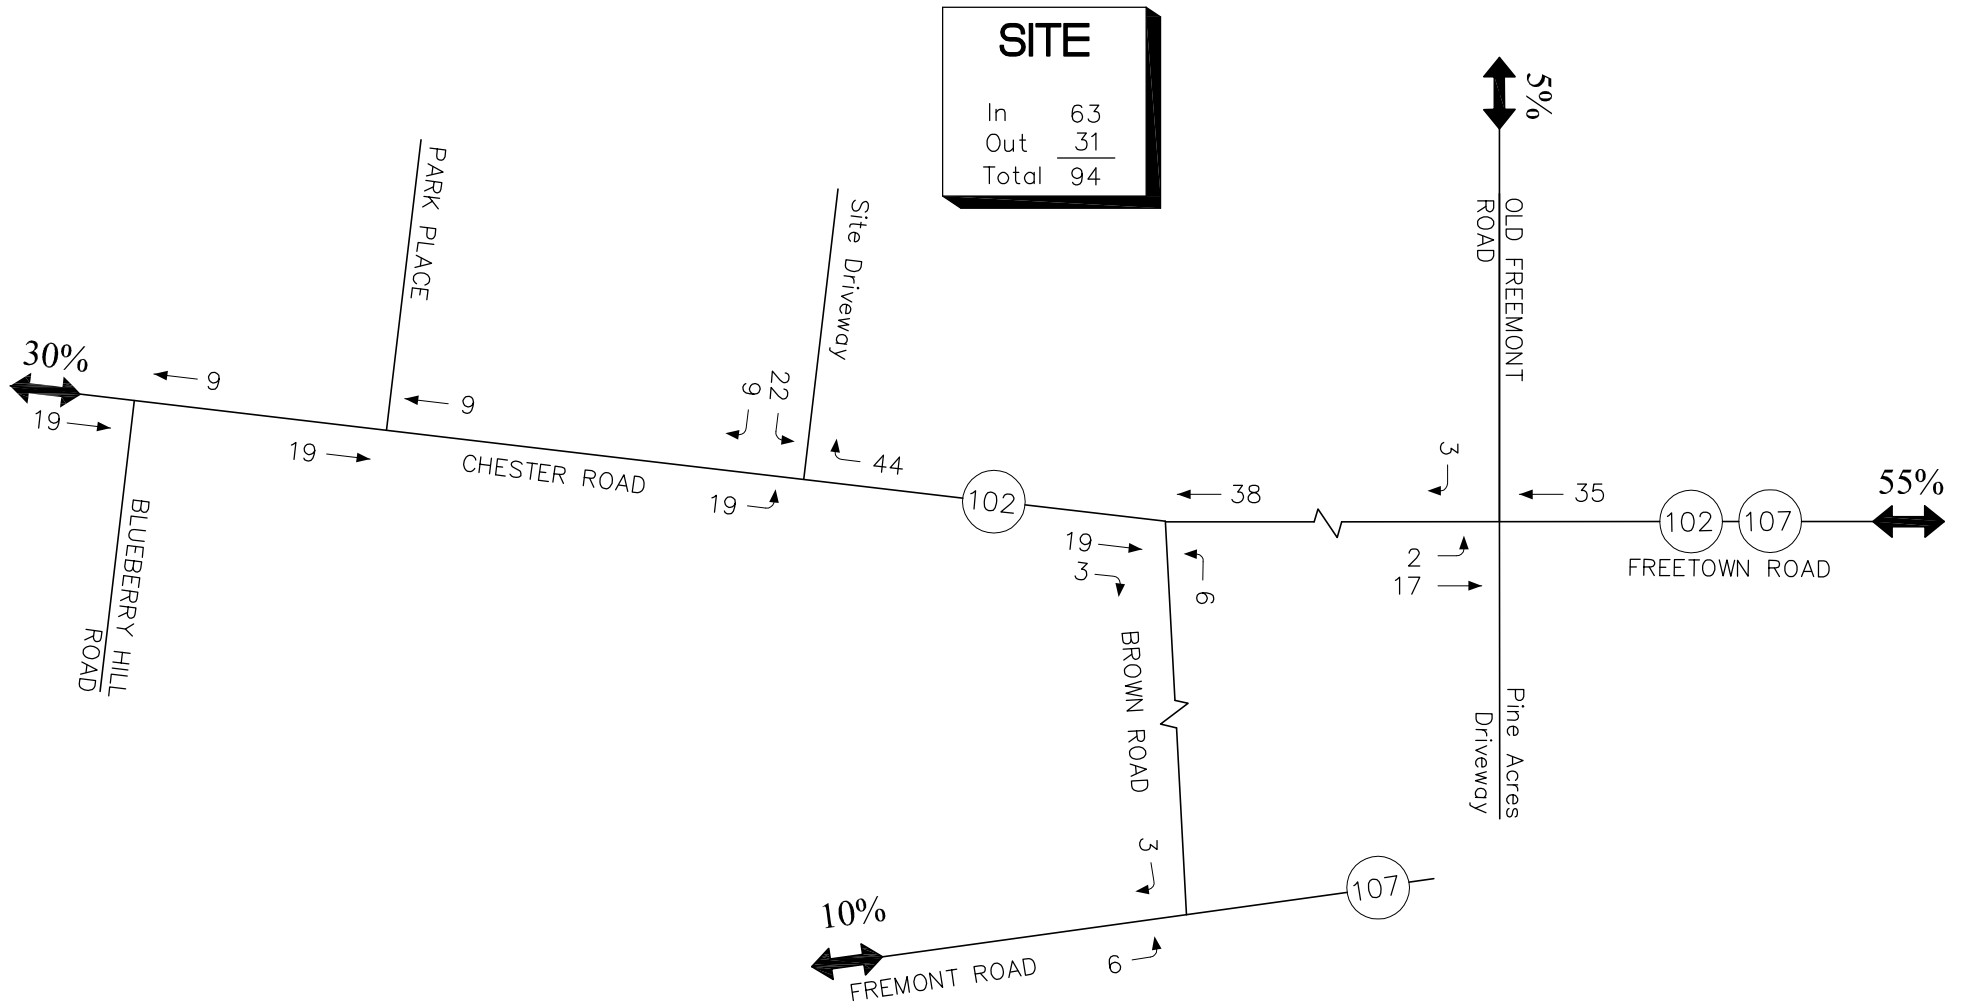 SITE
In 63
Out 31
Total 94
5%
OLD FREEMONT
ROAD
PARK PLACE
Site Driveway
30%
9
19
9
19
CHESTER ROAD
22
9
44
19
102
38
3
35
102
107
55%
FREETOWN ROAD
19
3
6
2
17
BLUEBERRY HILL
ROAD
BROWN ROAD
Pine Acres
Driveway
3
107
10%
6
FREMONT ROAD